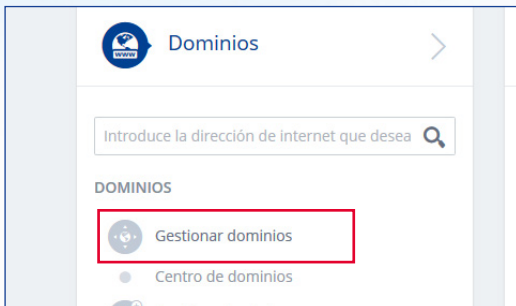 Dominios
www
Introduce la dirección de internet que desea
DOMINIOS
Gestionar dominios
Centro de dominios